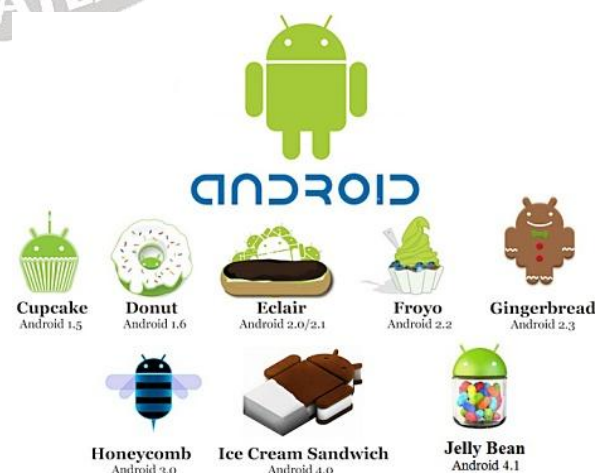 ANDROID
Cupcake Donut Eclair Froyo Gingerbread
Android 1.5 Android 1.6 Android 2.0/2.1 Android 2.2 Android 2.3
Honeycomb Ice Cream Sandwich Jelly Bean
Android 3.0 Android 4.0 Android 4.1